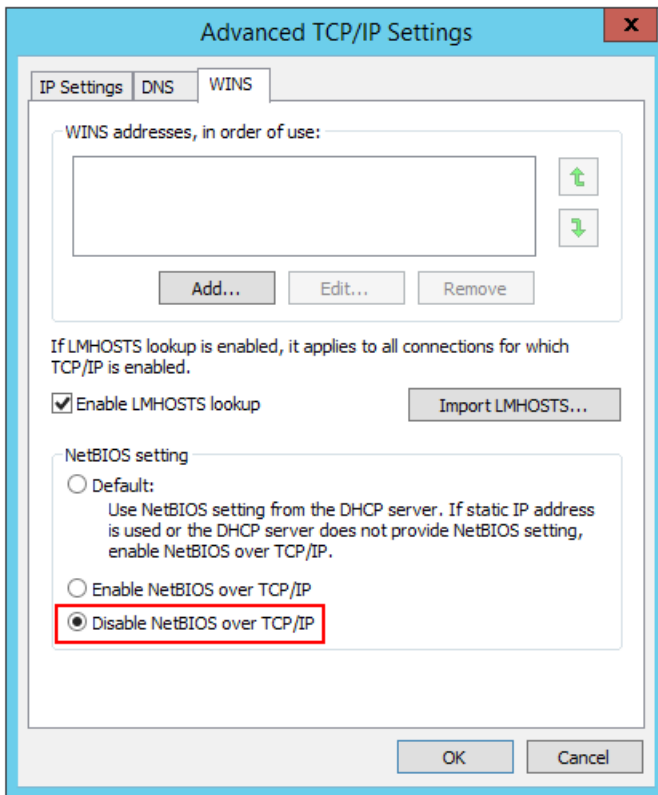 Advanced TCP/IP Settings
x
IP Settings
DNS
WINS
WINS addresses, in order of use:
Add...
Edit...
Remove
If LMHOSTS lookup is enabled, it applies to all connections for which
TCP/IP is enabled.
Enable LMHOSTS lookup
Import LMHOSTS...
NetBIOS setting
Default:
Use NetBIOS setting from the DHCP server. If static IP address
is used or the DHCP server does not provide NetBIOS setting,
enable NetBIOS over TCP/IP.
Enable NetBIOS over TCP/IP
Disable NetBIOS over TCP/IP
OK
Cancel